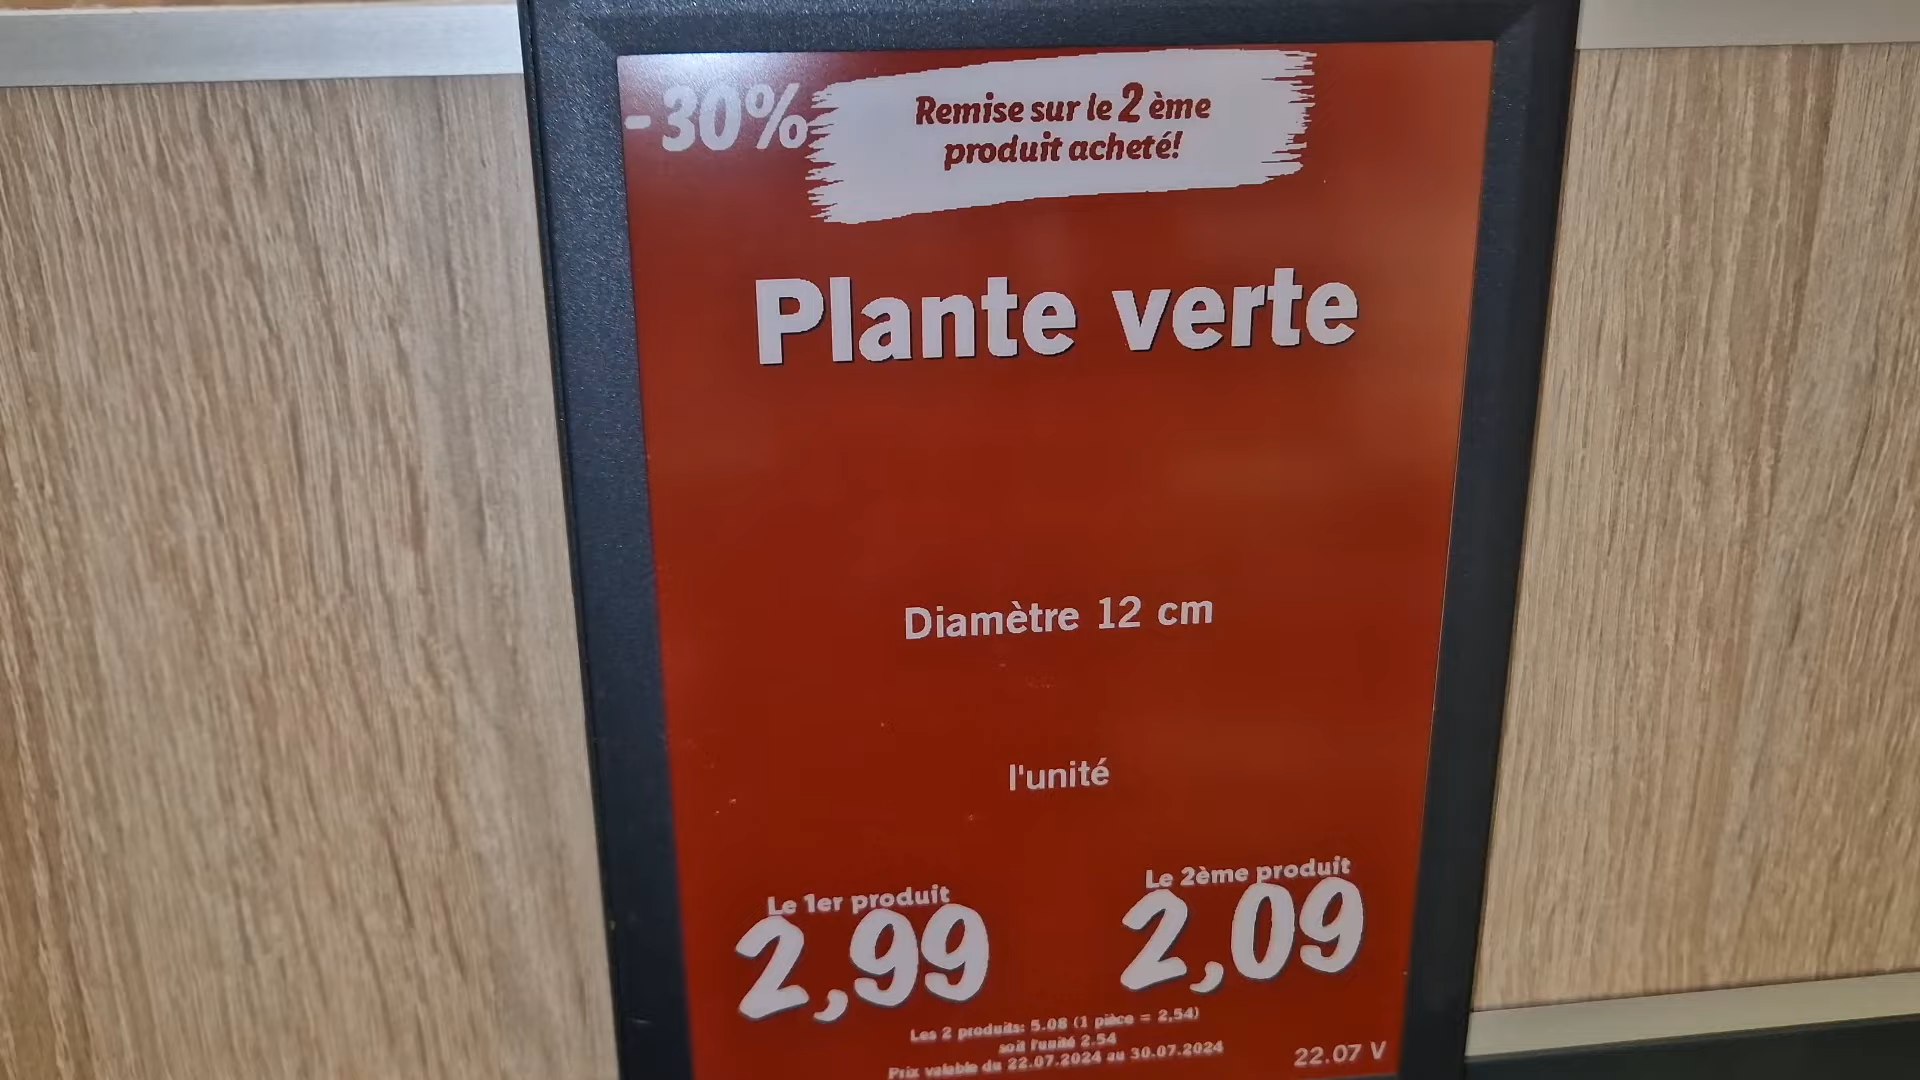 -30%
Remise sur le 2 ème
produit acheté!
Plante verte
Diamètre 12 cm
l'unité
Le 1er produit
2,99
Le 2ème produit
2,09
Les 2 produits: 5.08 (1 pièce = 2,54)
soit l'unité 2.54
Prix valable du 22.07.2024 au 30.07.2024
22.07 V